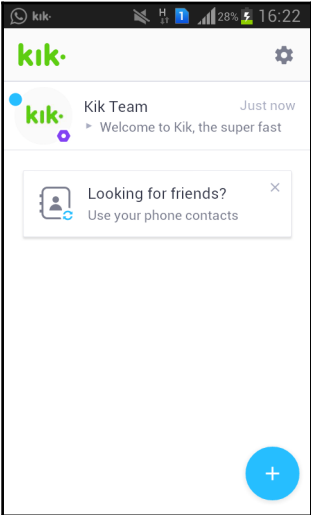 kik· H 1 28% 16:22
kik·
Kik Team Just now
kik· Welcome to Kik, the super fast
Looking for friends?
Use your phone contacts